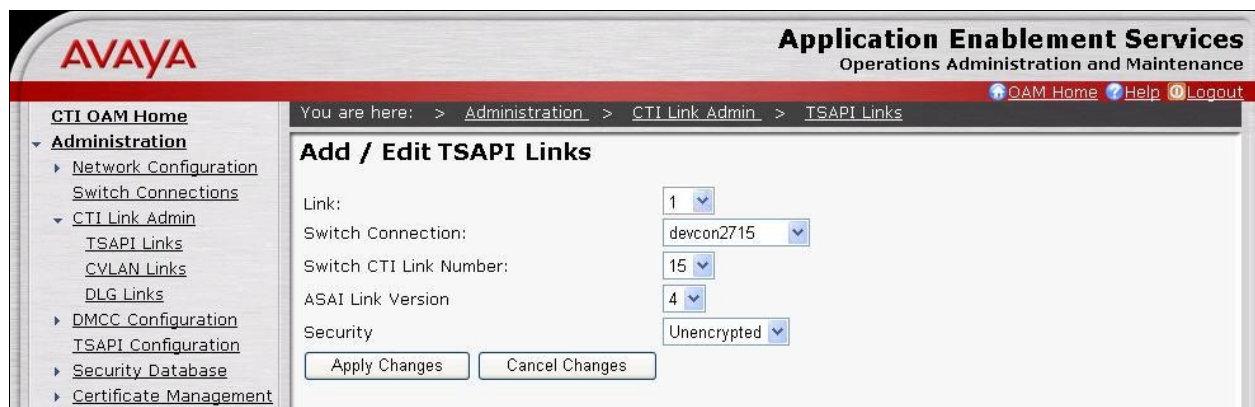 AVAYA
Application Enablement Services
Operations Administration and Maintenance
OAM Home Help Logout
CTI OAM Home
Administration
Network Configuration
Switch Connections
CTI Link Admin
TSAPI Links
CVLAN Links
DLG Links
DMCC Configuration
TSAPI Configuration
Security Database
Certificate Management
You are here: > Administration > CTI Link Admin > TSAPI Links
Add / Edit TSAPI Links
Link: 1
Switch Connection: devcon2715
Switch CTI Link Number: 15
ASAI Link Version 4
Security Unencrypted
Apply Changes Cancel Changes